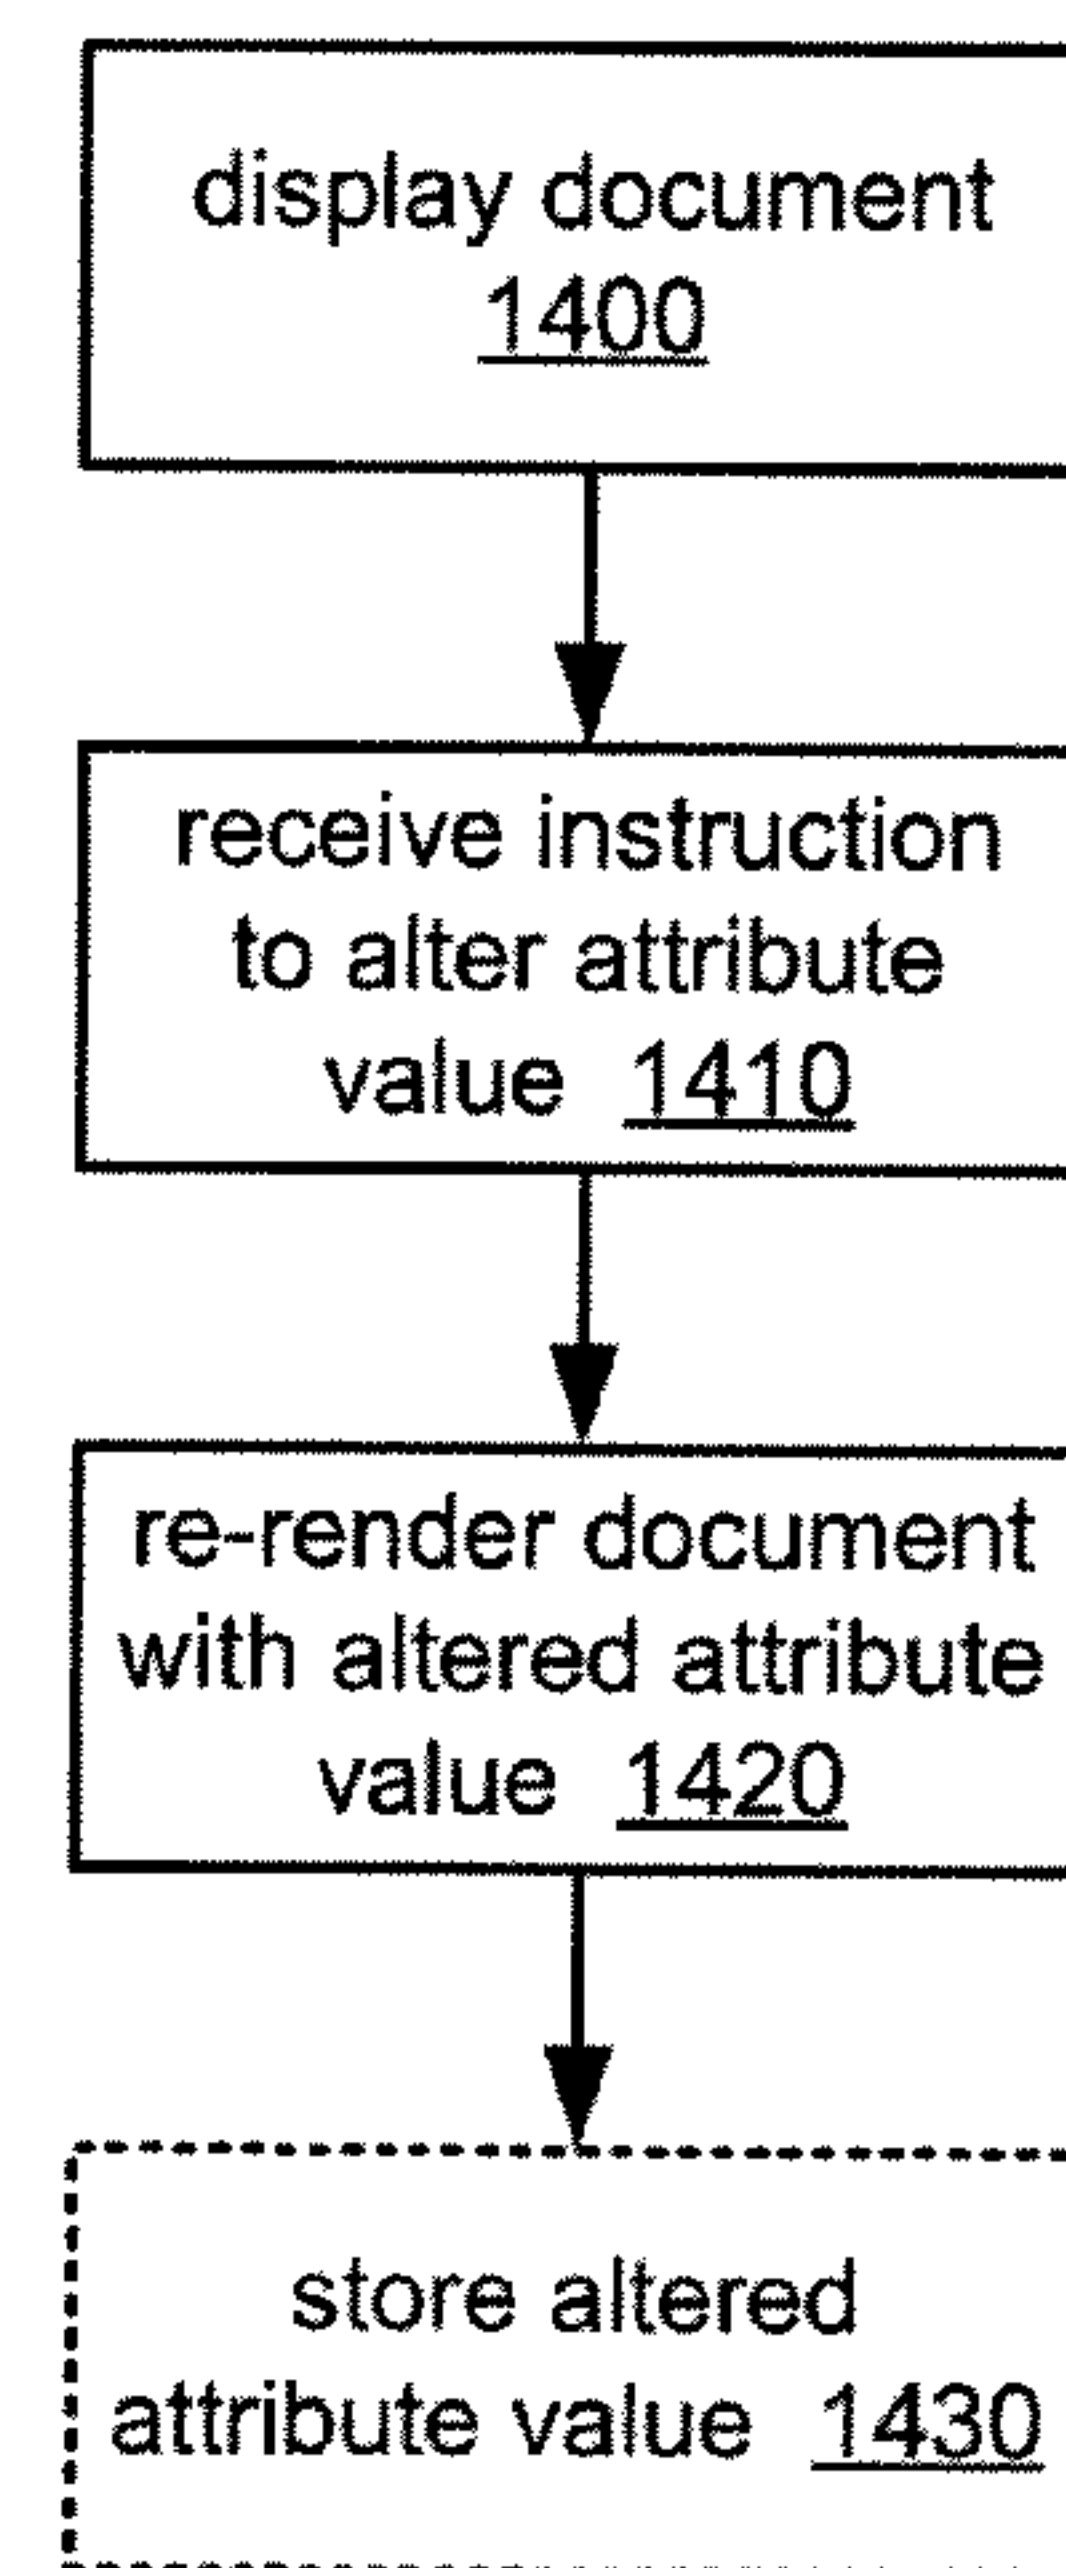 display document
1400
receive instruction
to alter attribute
value 1410
re-render document
with altered attribute
value 1420
store altered
attribute value 1430